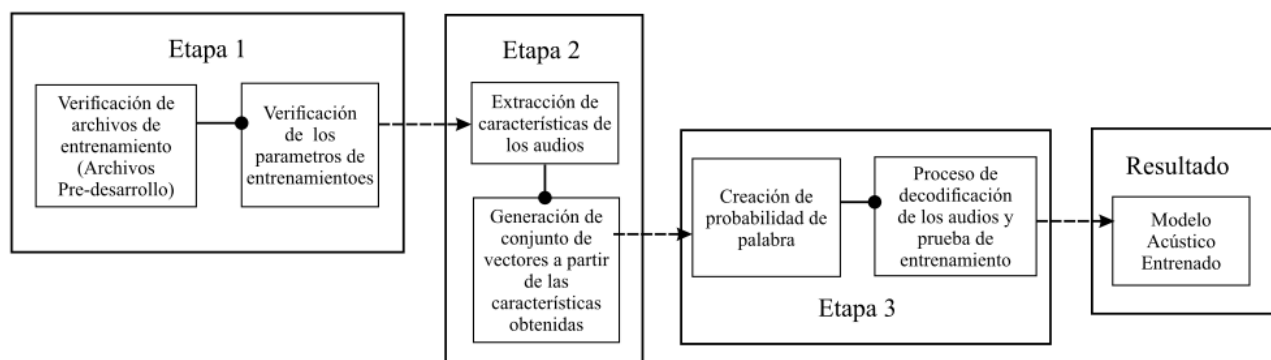 Etapa 1
Verificación de
archivos de
entrenamiento
(Archivos
Pre-desarrollo)
Verificación
de los
parametros de
entrenamientoes
Etapa 2
Extracción de
características de
los audios
Generación de
conjunto de
vectores a partir
de las
características
obtenidas
Creación de
probabilidad de
palabra
Proceso de
decodificación
de los audios y
prueba de
entrenamiento
Etapa 3
Resultado
Modelo
Acústico
Entrenado